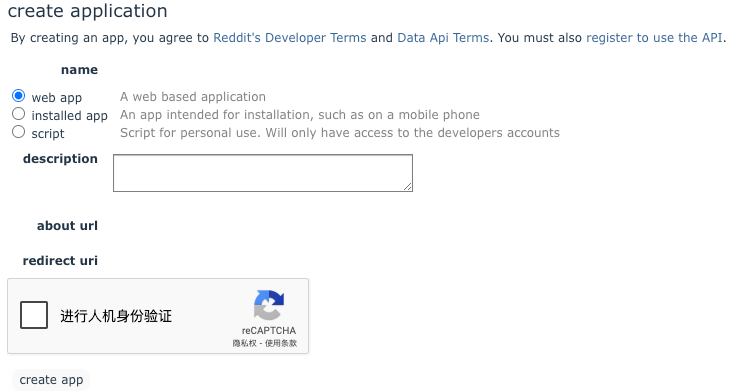 create application
By creating an app, you agree to Reddit's Developer Terms and Data Api Terms. You must also register to use the API.
name
web app A web based application
installed app An app intended for installation, such as on a mobile phone
script Script for personal use. Will only have access to the developers accounts
description
about url
redirect uri
进行人机身份验证
reCAPTCHA
隐私权 - 使用条款
create app